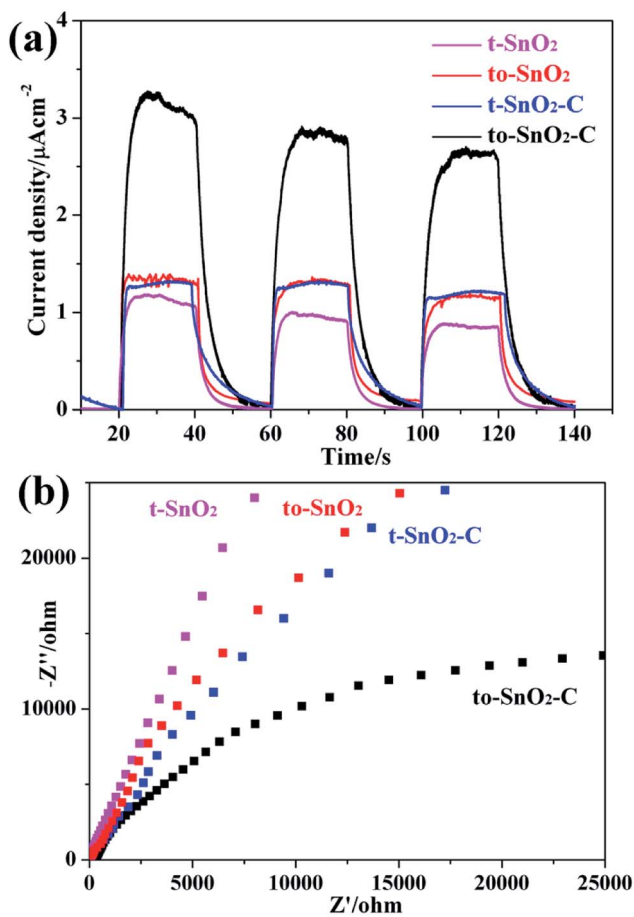 (a)
t-SnO₂
to-SnO₂
t-SnO₂-C
to-SnO₂-C
Current density/μAcm⁻²
4
3
2
1
0
20 40 60 80 100 120 140
Time/s
(b)
t-SnO₂ to-SnO₂
t-SnO₂-C
to-SnO₂-C
-Z''/ohm
20000
10000
0
0 5000 10000 15000 20000 25000
Z'/ohm